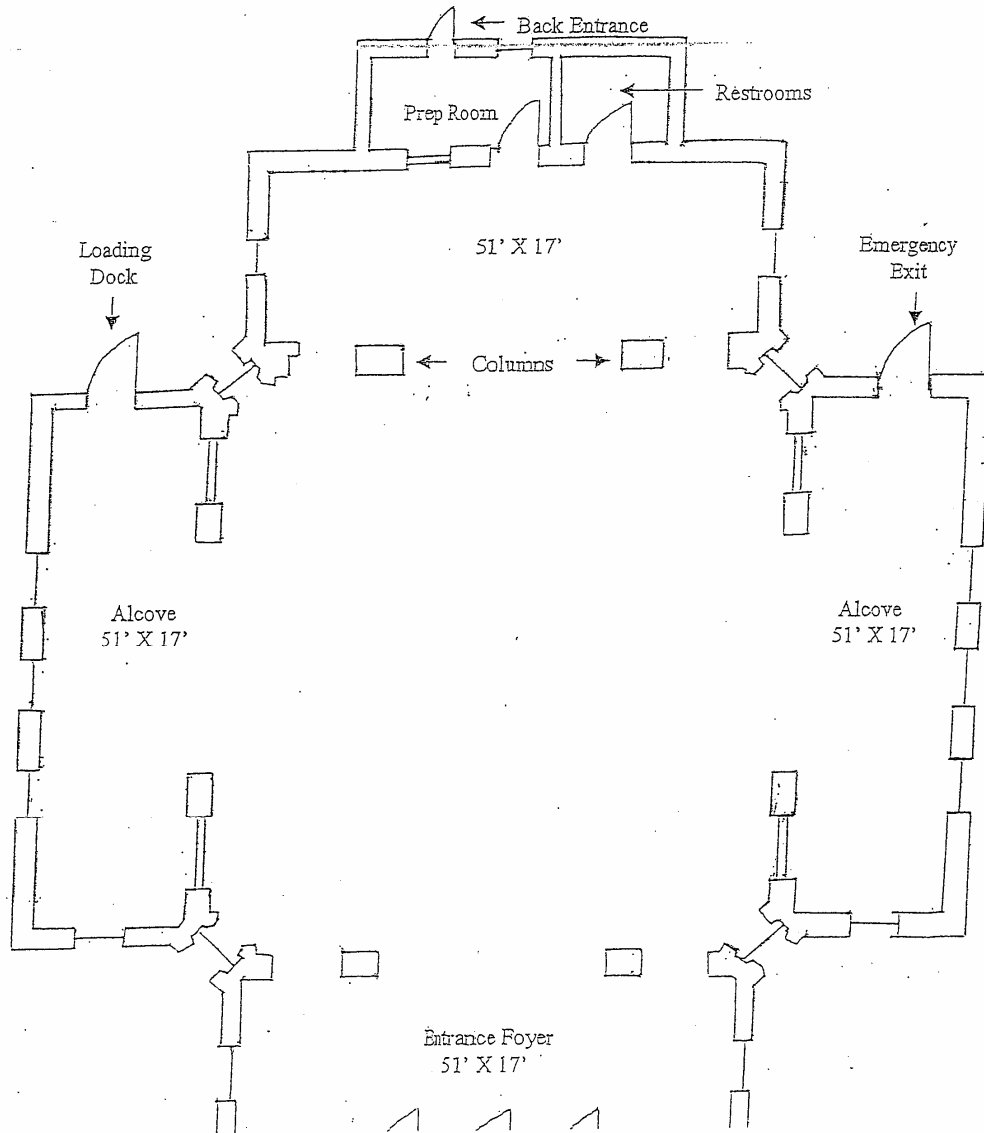 Back Entrance
Restrooms
Prep Room
51' X 17'
Loading
Dock
Emergency
Exit
Columns
Alcove
51' X 17'
Alcove
51' X 17'
Entrance Foyer
51' X 17'